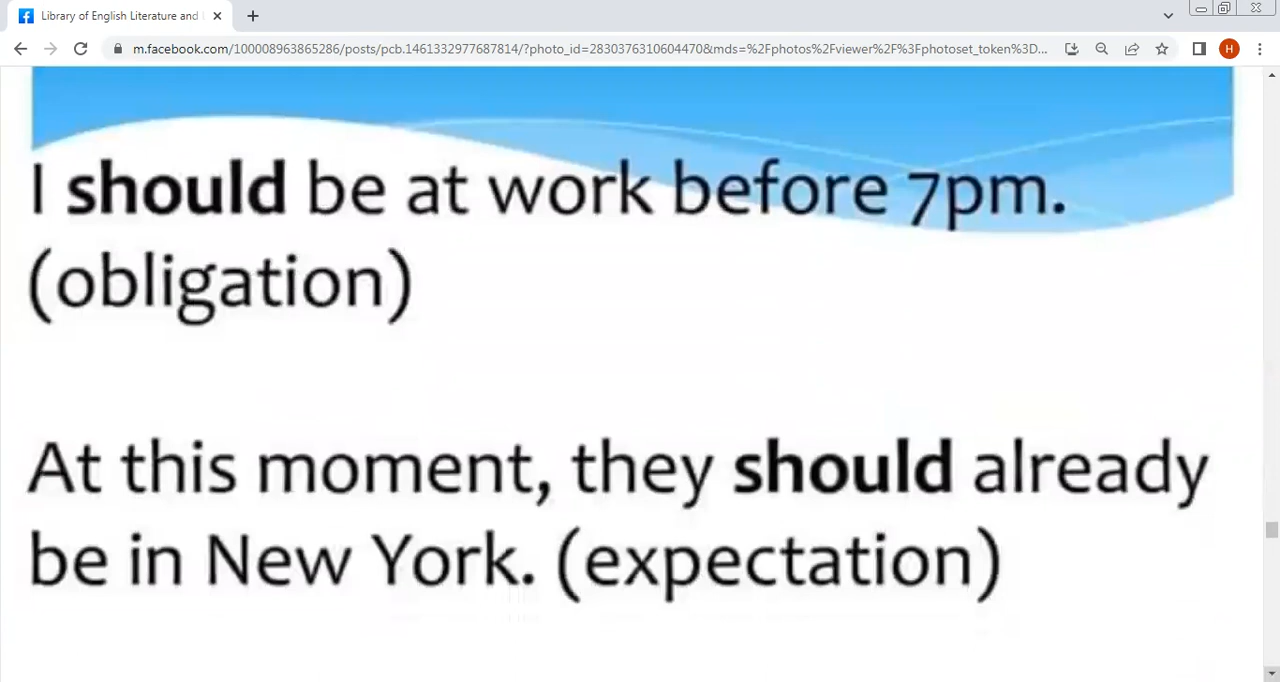 Library of English Literature and
m.facebook.com/100008963865286/posts/pcb.1461332977687814/?photo_id=2830376310604470&mds=%2Fphotos%2Fviewer%2F%3Fphotoset_token%3D...
H
I should be at work before 7pm.
(obligation)
At this moment, they should already
be in New York. (expectation)